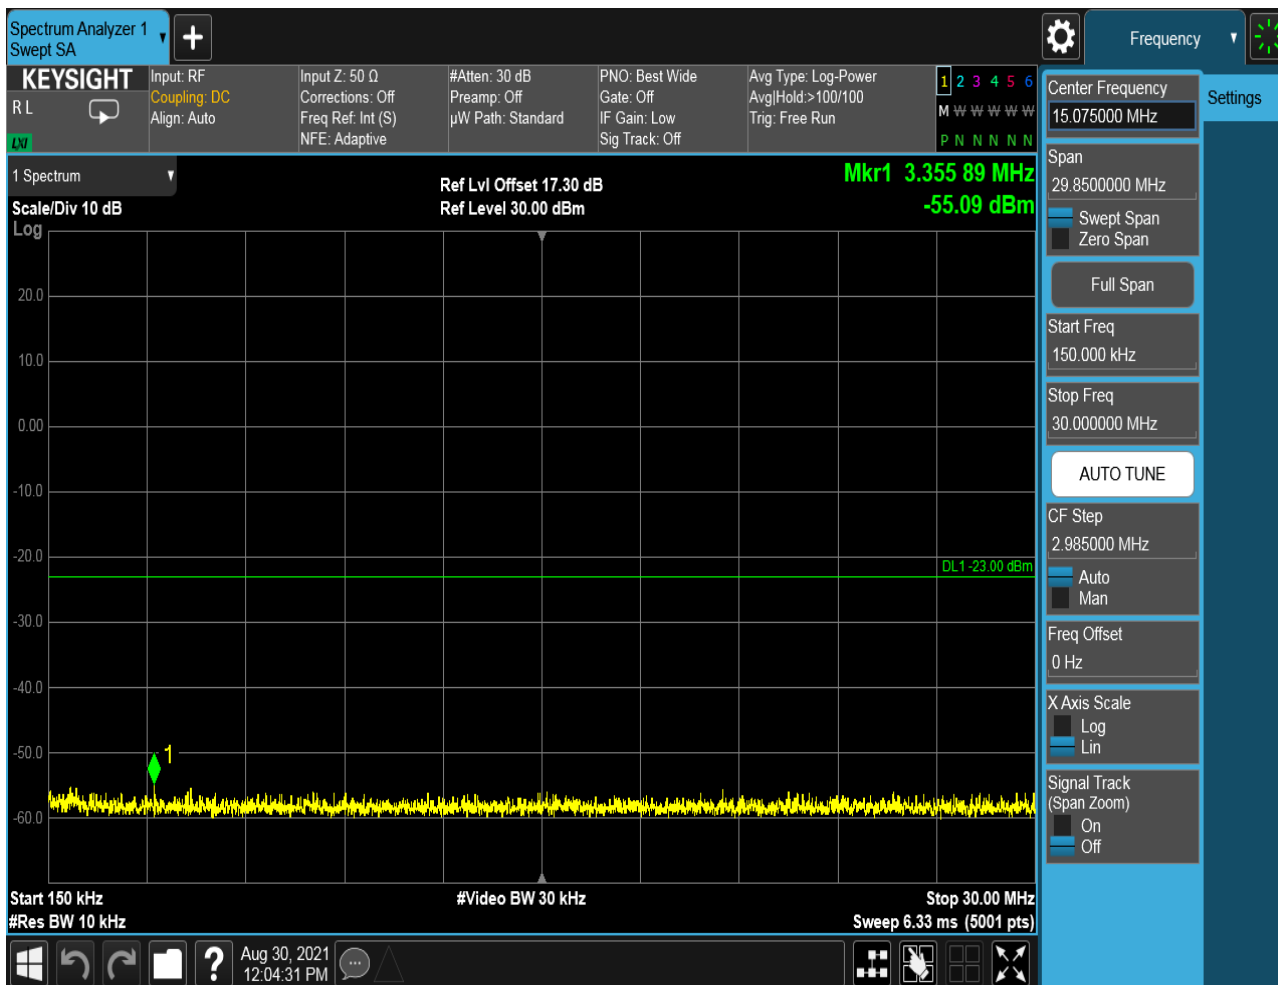 Spectrum Analyzer 1
Swept SA
Frequency
KEYSIGHT
R L
LXI
Input: RF
Coupling: DC
Align: Auto
Input Z: 50 Ω
Corrections: Off
Freq Ref: Int (S)
NFE: Adaptive
#Atten: 30 dB
Preamp: Off
µW Path: Standard
PNO: Best Wide
Gate: Off
IF Gain: Low
Sig Track: Off
Avg Type: Log-Power
Avg|Hold:>100/100
Trig: Free Run
1 2 3 4 5 6
M W W W W W
P N N N N N
1 Spectrum
Scale/Div 10 dB
Log
Ref Lvl Offset 17.30 dB
Ref Level 30.00 dBm
Mkr1 3.355 89 MHz
-55.09 dBm
20.0
10.0
0.00
-10.0
-20.0
DL1 -23.00 dBm
-30.0
-40.0
-50.0
1
-60.0
Start 150 kHz
#Res BW 10 kHz
#Video BW 30 kHz
Stop 30.00 MHz
Sweep 6.33 ms (5001 pts)
?
Aug 30, 2021
12:04:31 PM
Center Frequency
15.075000 MHz
Settings
Span
29.8500000 MHz
Swept Span
Zero Span
Full Span
Start Freq
150.000 kHz
Stop Freq
30.000000 MHz
AUTO TUNE
CF Step
2.985000 MHz
Auto
Man
Freq Offset
0 Hz
X Axis Scale
Log
Lin
Signal Track
(Span Zoom)
On
Off